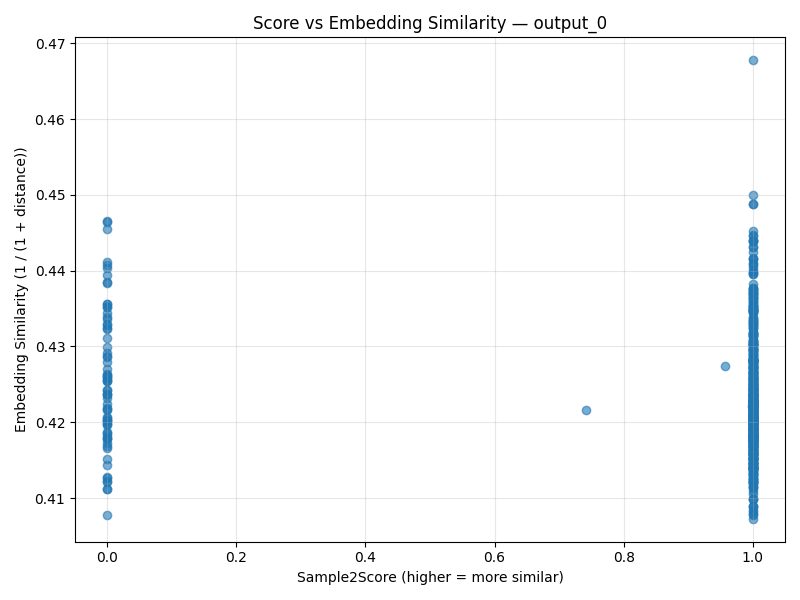 Score vs Embedding Similarity — output_0
Embedding Similarity (1 / (1 + distance))
0.47
0.46
0.45
0.44
0.43
0.42
0.41
0.0 0.2 0.4 0.6 0.8 1.0
Sample2Score (higher = more similar)